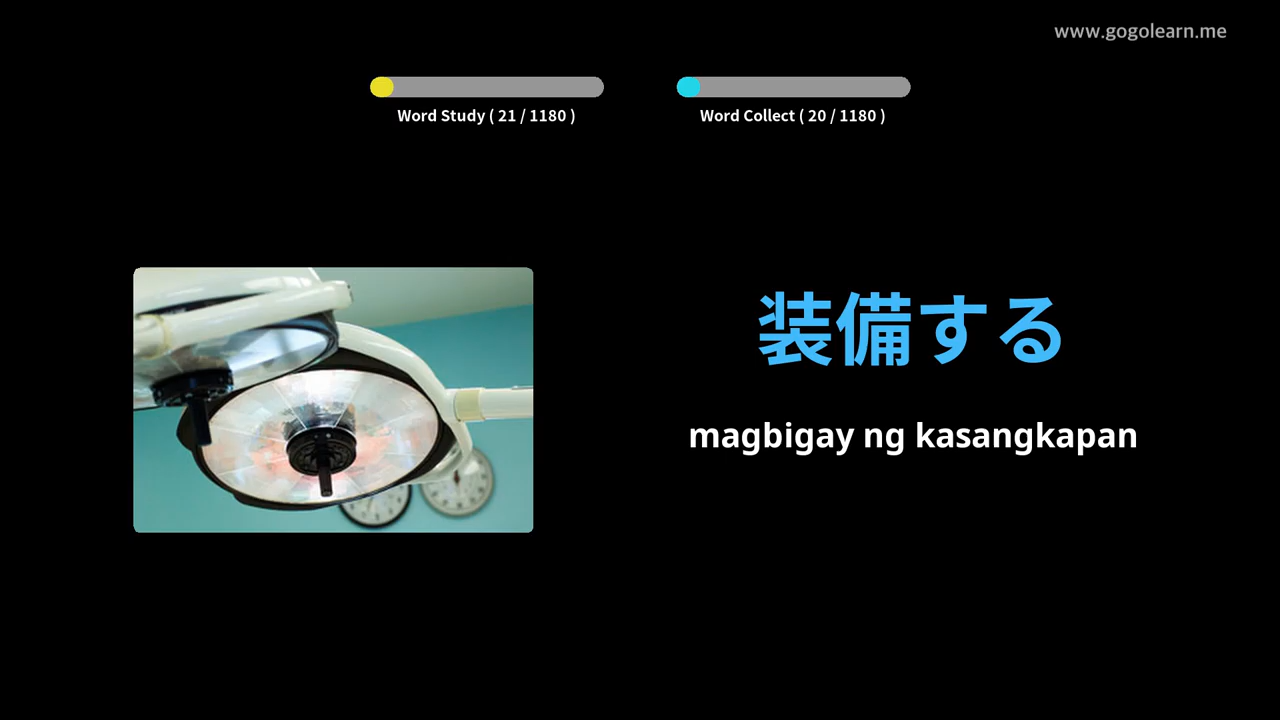 www.gogolearn.me
Word Study ( 21 / 1180 )
Word Collect ( 20 / 1180 )
装備する
magbigay ng kasangkapan